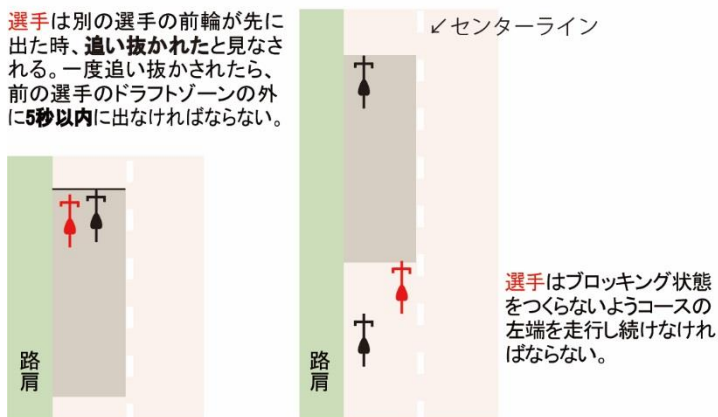 選手は別の選手の前輪が先に
出た時、追い抜かれたと見なさ
れる。一度追い抜かされたら、
前の選手のドラフトゾーンの外
に5秒以内に出なければならない。
↙センターライン
路肩
路肩
選手はブロッキング状態
をつくらないようコースの
左端を走行し続けなけれ
ばならない。